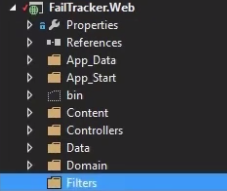 FailTracker.Web
Properties
References
App_Data
App_Start
bin
Content
Controllers
Data
Domain
Filters